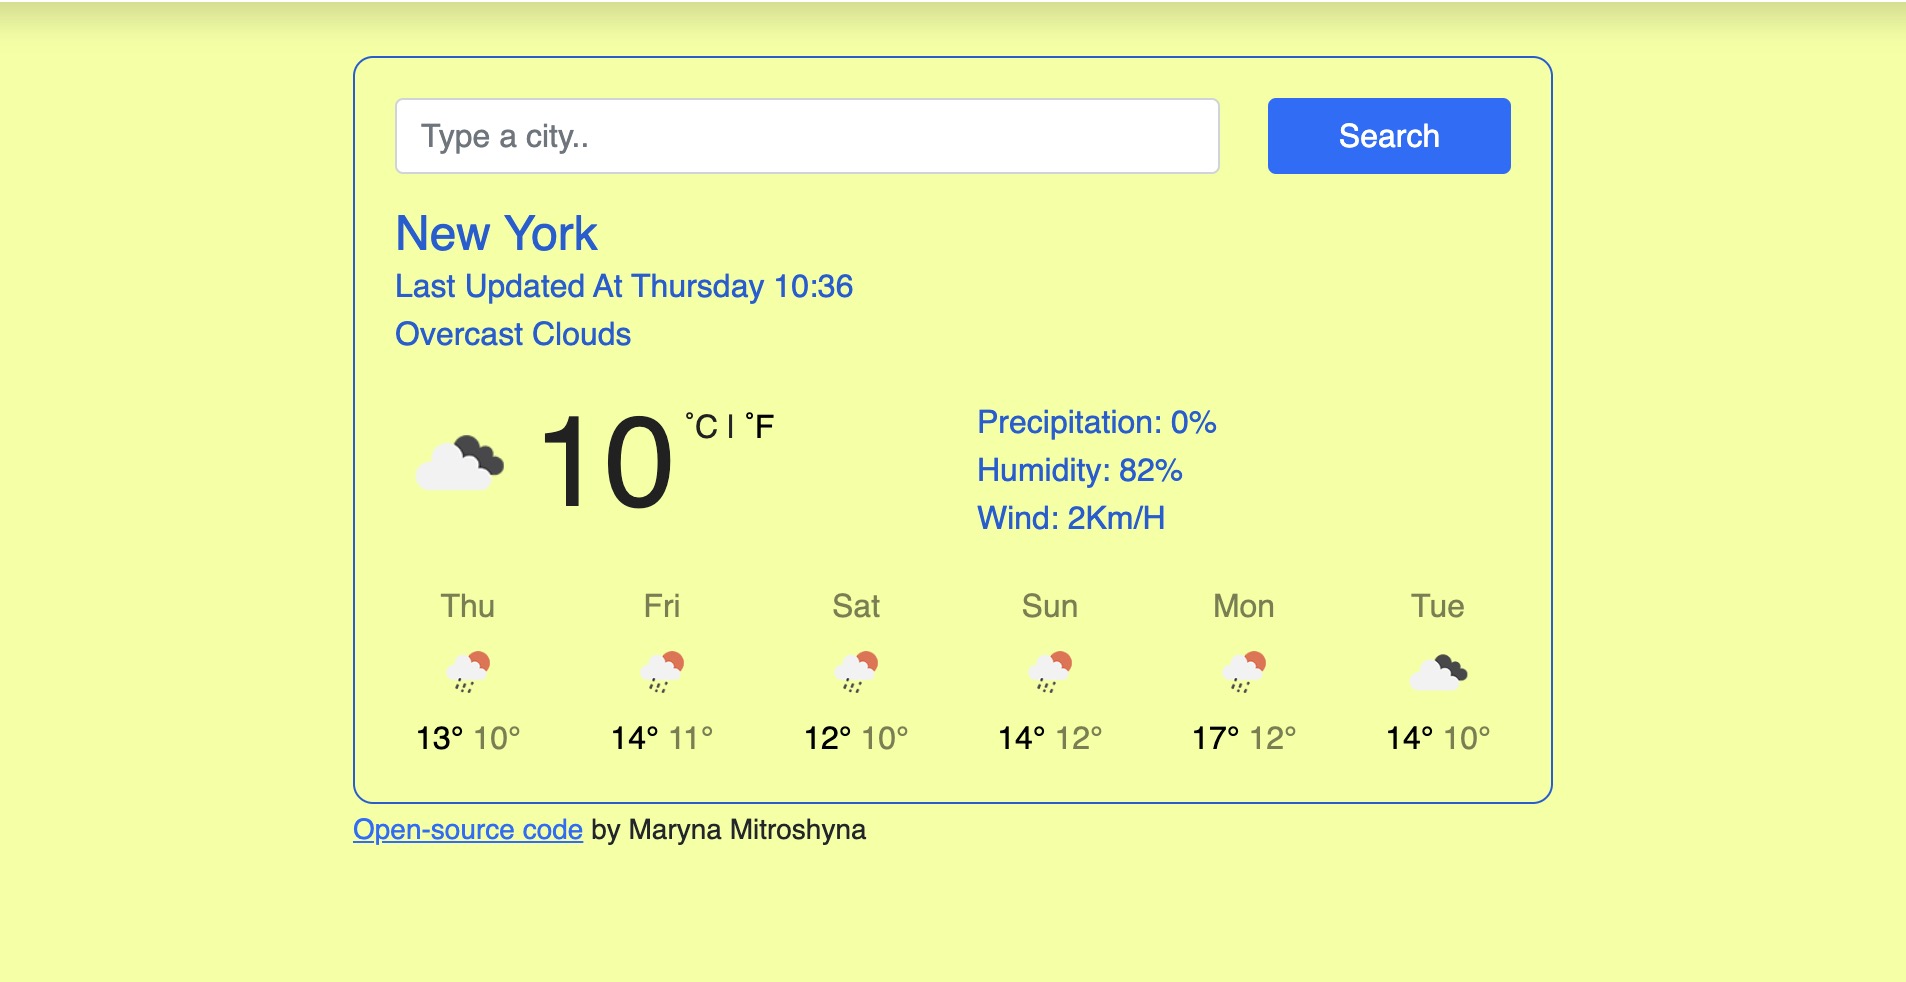 Type a city..
Search
New York
Last Updated At Thursday 10:36
Overcast Clouds
10 °C | °F
Precipitation: 0%
Humidity: 82%
Wind: 2Km/H
Thu Fri Sat Sun Mon Tue
13° 10° 14° 11° 12° 10° 14° 12° 17° 12° 14° 10°
Open-source code by Maryna Mitroshyna